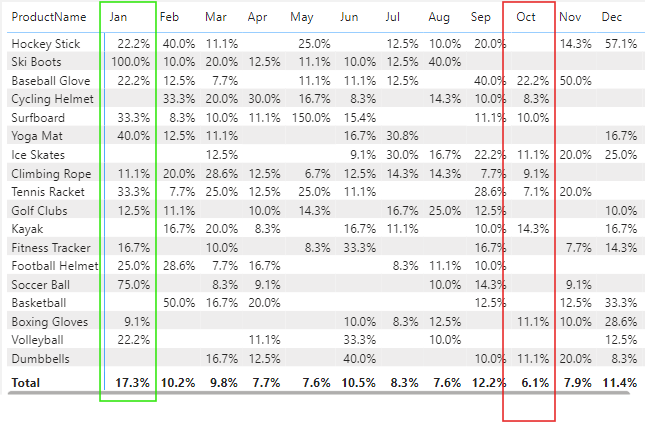 ProductName Jan Feb Mar Apr May Jun Jul Aug Sep Oct Nov Dec
Hockey Stick 22.2% 40.0% 11.1% 25.0% 12.5% 10.0% 20.0% 14.3% 57.1%
Ski Boots 100.0% 10.0% 20.0% 12.5% 11.1% 10.0% 12.5% 40.0%
Baseball Glove 22.2% 12.5% 7.7% 11.1% 11.1% 12.5% 40.0% 22.2% 50.0%
Cycling Helmet 33.3% 20.0% 30.0% 16.7% 8.3% 14.3% 10.0% 8.3%
Surfboard 33.3% 8.3% 10.0% 11.1% 150.0% 15.4% 11.1% 10.0%
Yoga Mat 40.0% 12.5% 11.1% 16.7% 30.8% 16.7%
Ice Skates 12.5% 9.1% 30.0% 16.7% 22.2% 11.1% 20.0% 25.0%
Climbing Rope 11.1% 20.0% 28.6% 12.5% 6.7% 12.5% 14.3% 14.3% 7.7% 9.1%
Tennis Racket 33.3% 7.7% 25.0% 12.5% 25.0% 11.1% 28.6% 7.1% 20.0%
Golf Clubs 12.5% 11.1% 10.0% 14.3% 16.7% 25.0% 12.5% 10.0%
Kayak 16.7% 20.0% 8.3% 16.7% 11.1% 10.0% 14.3% 16.7%
Fitness Tracker 16.7% 10.0% 8.3% 33.3% 16.7% 7.7% 14.3%
Football Helmet 25.0% 28.6% 7.7% 16.7% 8.3% 11.1% 10.0%
Soccer Ball 75.0% 8.3% 9.1% 10.0% 14.3% 9.1%
Basketball 50.0% 16.7% 20.0% 12.5% 12.5% 33.3%
Boxing Gloves 9.1% 10.0% 8.3% 12.5% 11.1% 10.0% 28.6%
Volleyball 22.2% 11.1% 33.3% 10.0% 12.5%
Dumbbells 16.7% 12.5% 40.0% 10.0% 11.1% 20.0% 8.3%
Total 17.3% 10.2% 9.8% 7.7% 7.6% 10.5% 8.3% 7.6% 12.2% 6.1% 7.9% 11.4%